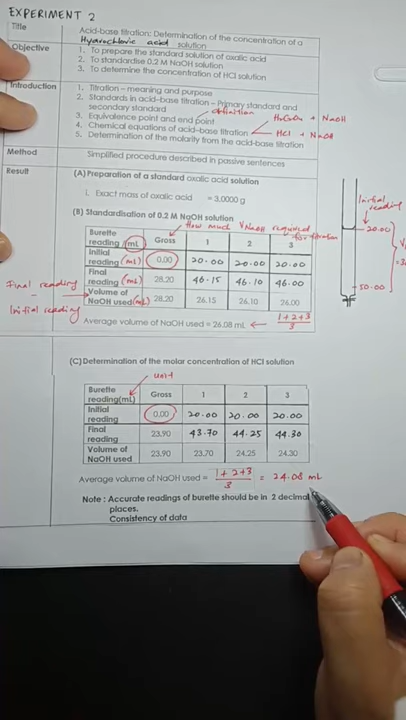 EXPERIMENT 2
Title
Acid-base titration: Determination of the concentration of a
Hydrochloric acid solution
Objective
1. To prepare the standard solution of oxalic acid
2. To standardise 0.2 M NaOH solution
3. To determine the concentration of HCl solution
Introduction
1. Titration – meaning and purpose
2. Standards in acid-base titration – Primary standard and
secondary standard
definition
3. Equivalence point and end point
4. Chemical equations of acid-base titration
H₂C₂O₄ + NaOH
HCl + NaOH
5. Determination of the molarity from the acid-base titration
Method
Simplified procedure described in passive sentences
Result
(A) Preparation of a standard oxalic acid solution
i. Exact mass of oxalic acid = 3.0000 g
(B) Standardisation of 0.2 M NaOH solution
How much VNaOH required
for titration
Burette reading /mL Gross 1 2 3
Initial reading (mL) 0.00 20.00 20.00 20.00
Final reading (mL) 28.20 46.15 46.10 46.00
Volume of NaOH used (mL) 28.20 26.15 26.10 26.00
Final reading
–
Initial reading
Average volume of NaOH used = 26.08 mL ← 1+2+3
3
Initial
reading
20.00
50.00
(C) Determination of the molar concentration of HCl solution
unit
Burette reading(mL) Gross 1 2 3
Initial reading 0.00 20.00 20.00 20.00
Final reading 23.90 43.70 44.25 44.30
Volume of NaOH used 23.90 23.70 24.25 24.30
Average volume of NaOH used = 1+2+3 = 24.08 mL
3
Note : Accurate readings of burette should be in 2 decimal
places.
Consistency of data